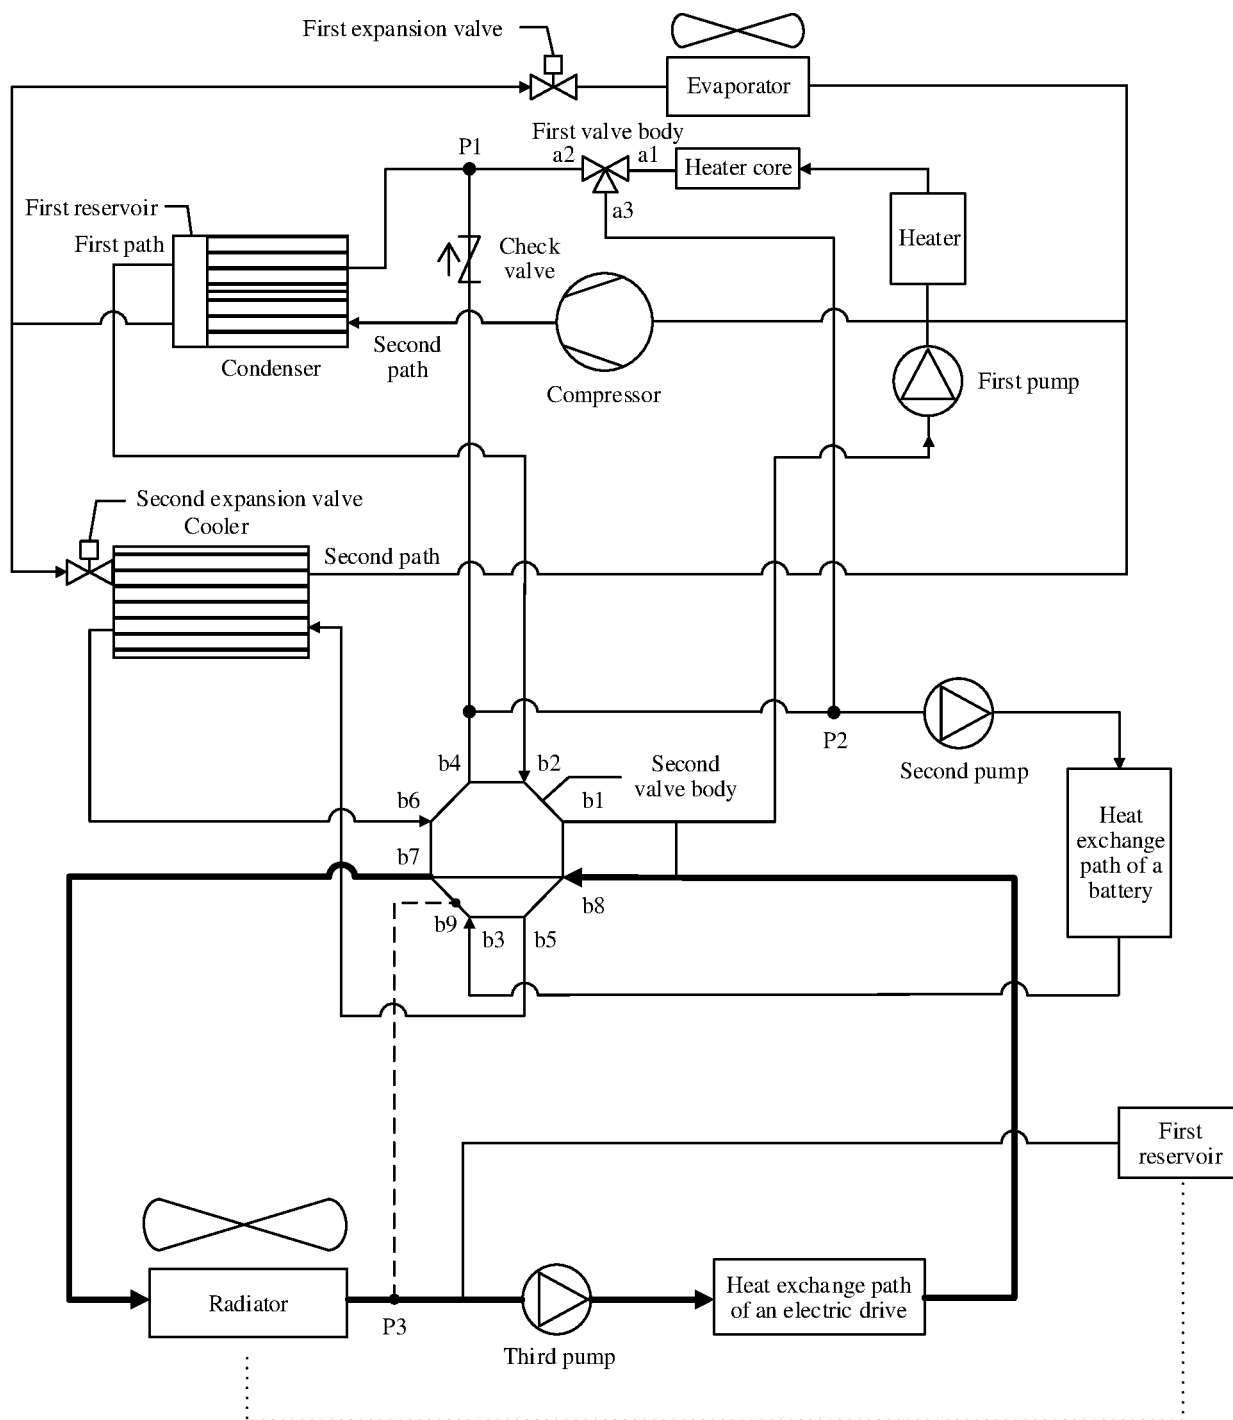 First expansion valve
Evaporator
First valve body
P1
a2
a1
Heater core
a3
First reservoir
First path
Check
valve
Heater
Second
path
Condenser
Compressor
First pump
Second expansion valve
Cooler
Second path
P2
Second pump
b4
b2
Second
valve body
b6
b1
Heat
exchange
path of a
battery
b7
b8
b9
b3
b5
First
reservoir
Radiator
Heat exchange path
of an electric drive
P3
Third pump